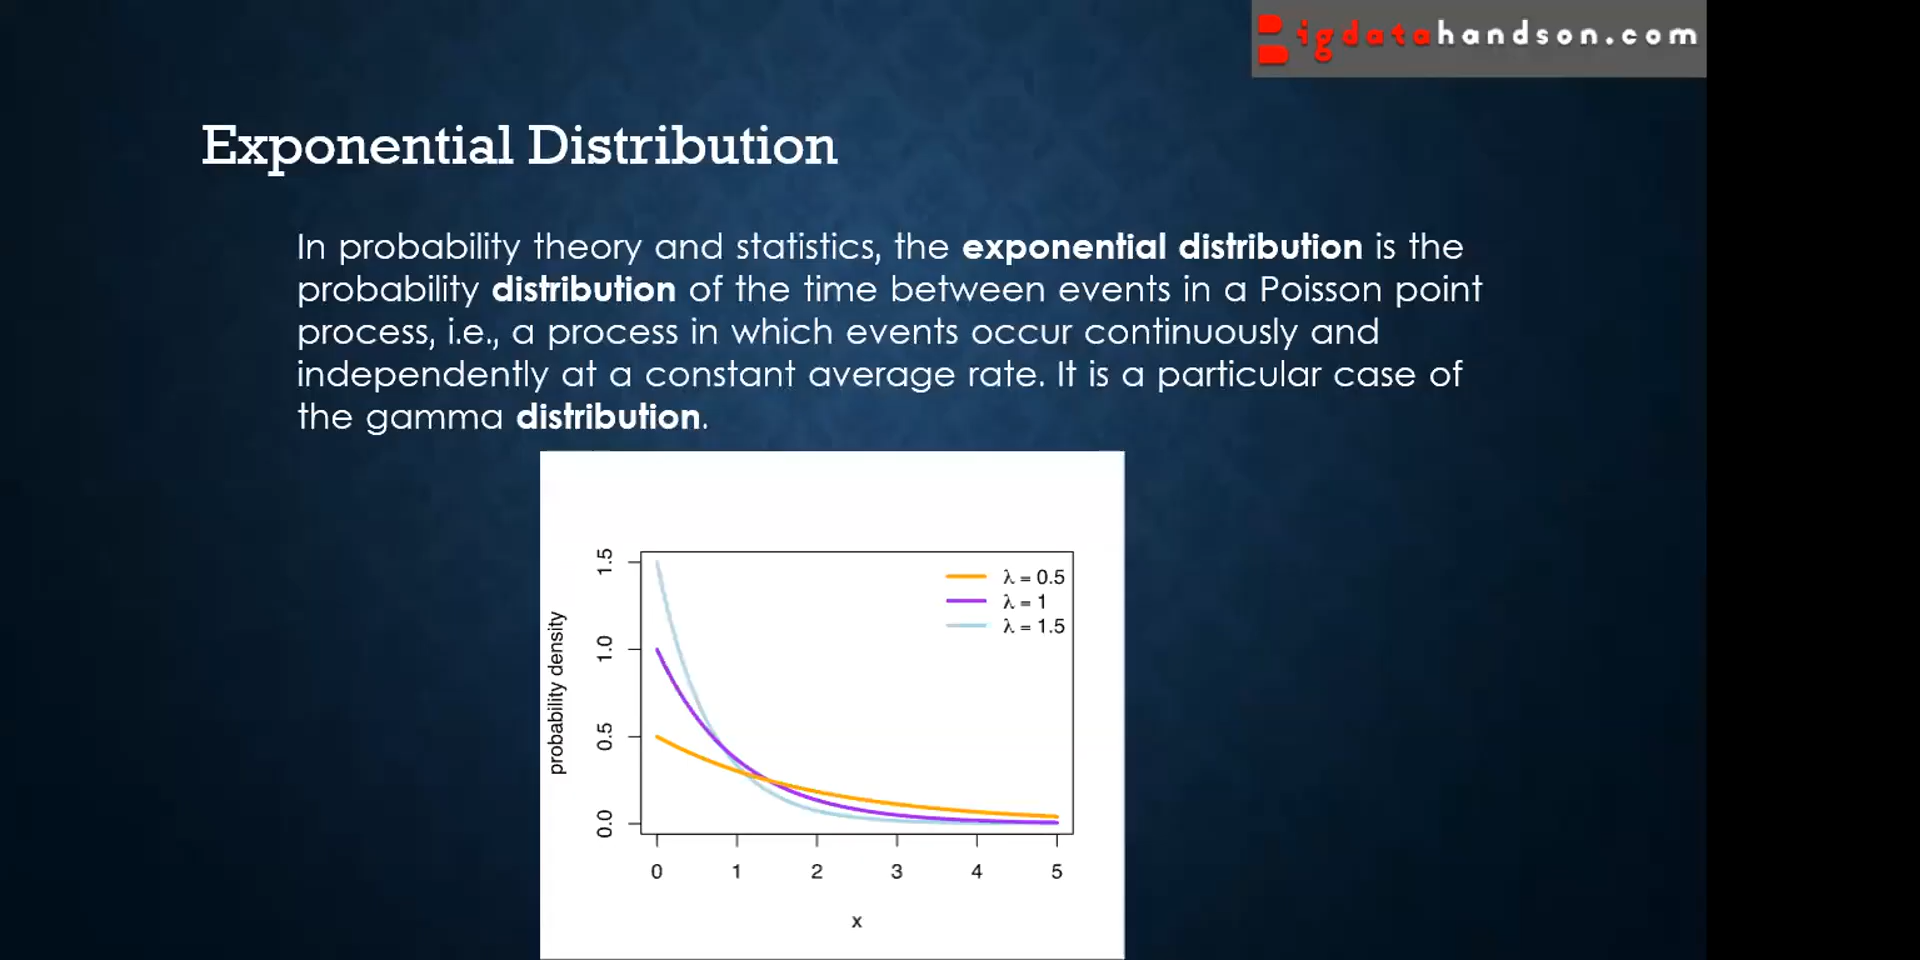 Bigdatahandson.com
Exponential Distribution
In probability theory and statistics, the exponential distribution is the
probability distribution of the time between events in a Poisson point
process, i.e., a process in which events occur continuously and
independently at a constant average rate. It is a particular case of
the gamma distribution.
λ = 0.5
λ = 1
λ = 1.5
probability density
1.5
1.0
0.5
0.0
0 1 2 3 4 5
x